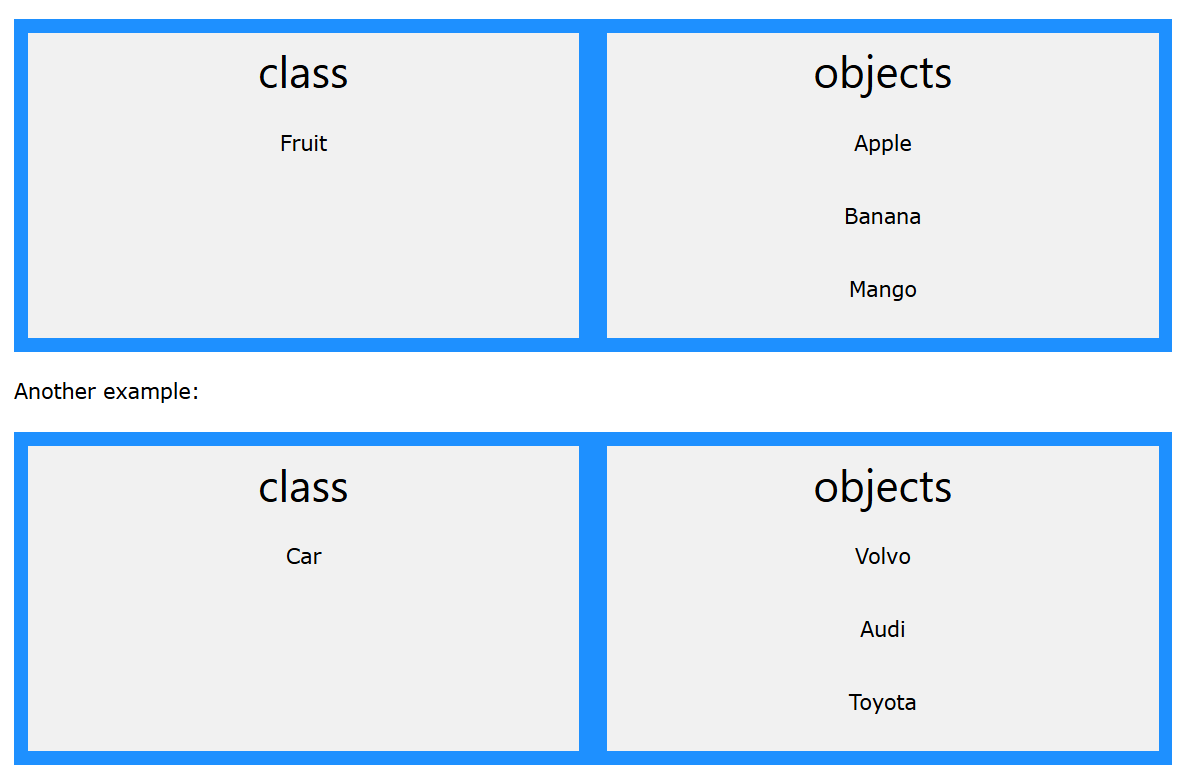 class
Fruit
objects
Apple
Banana
Mango
Another example:
class
Car
objects
Volvo
Audi
Toyota